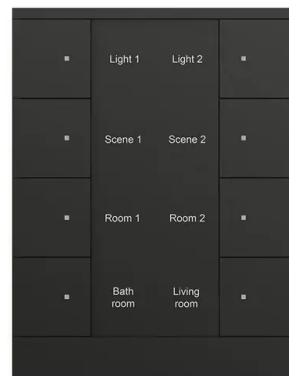 Light 1 Light 2
Scene 1 Scene 2
Room 1 Room 2
Bath Living
room room